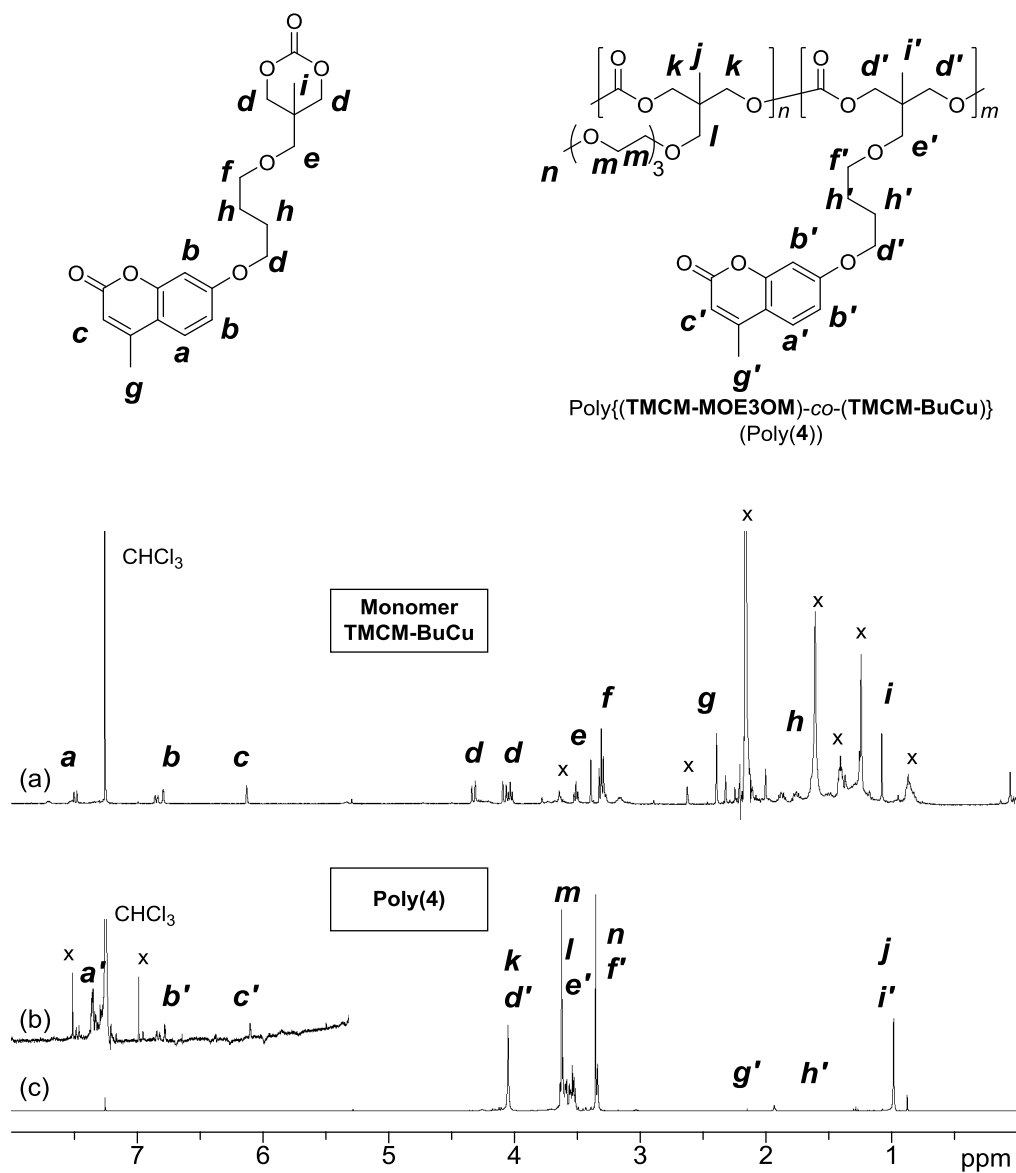 O
O O
i
d d
O
f e
h h
b
O
d
O O
c b
a
g
O j O i'
k k d' d'
O O n O O m
O O l
n m m 3 e'
f' O
h' h'
b'
O O O d'
c' b'
a'
g'
Poly{(TMCM-MOE3OM)-co-(TMCM-BuCu)}
(Poly(4))
CHCl3
Monomer
TMCM-BuCu
x
x
x
a b c d d e f g h i
x x x x
(a)
Poly(4)
CHCl3
x x
a' b' c'
(b)
k m n j
d' l f' i'
e'
g' h'
(c)
7 6 5 4 3 2 1 ppm